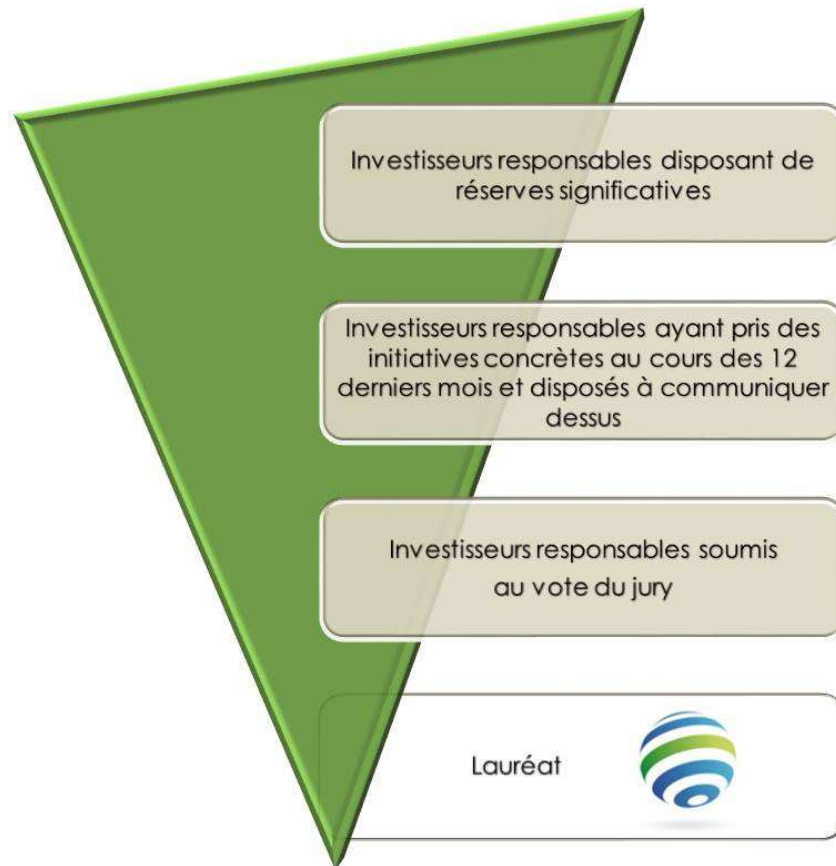 Investisseurs responsables disposant de
réserves significatives
Investisseurs responsables ayant pris des
initiatives concrètes au cours des 12
derniers mois et disposés à communiquer
dessus
Investisseurs responsables soumis
au vote du jury
Lauréat